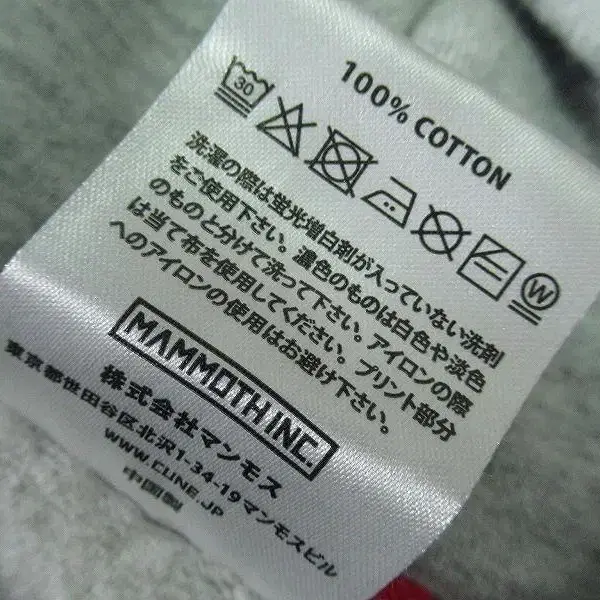 100% COTTON
30
W
洗濯の際は蛍光増白剤が入っていない洗剤
をご使用下さい。濃色のものは白色や淡色
のものと分けて洗って下さい。アイロンの際
は当て布を使用してください。プリント部分
へのアイロンの使用はお避け下さい。
MAMMOTH INC.
株式会社マンモス
東京都世田谷区北沢1-34-19マンモスビル
WWW.CLINE.JP
中国製